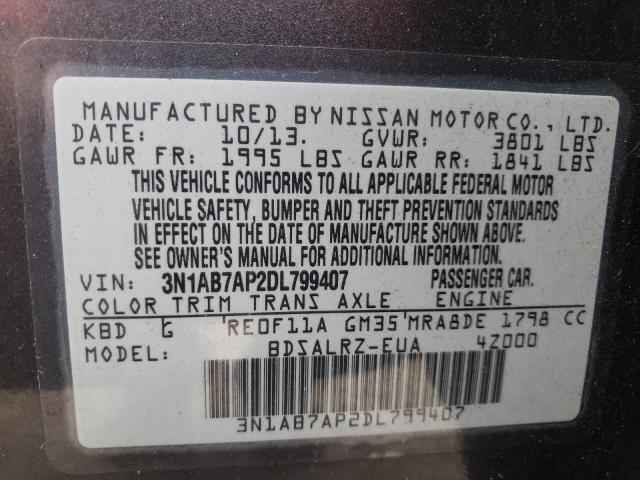 MANUFACTURED BY NISSAN MOTOR CO., LTD.
DATE: 10/13. GVWR: 3801 LBS
GAWR FR: 1995 LBS GAWR RR: 1841 LBS
THIS VEHICLE CONFORMS TO ALL APPLICABLE FEDERAL MOTOR
VEHICLE SAFETY, BUMPER AND THEFT PREVENTION STANDARDS
IN EFFECT ON THE DATE OF MANUFACTURE SHOWN ABOVE.
SEE OWNER'S MANUAL FOR ADDITIONAL INFORMATION.
VIN: 3N1AB7AP2DL799407 PASSENGER CAR.
COLOR TRIM TRANS AXLE ENGINE
KBD G RE0F11A GM35 MRA8DE 1798 CC
MODEL: BDSALRZ-EUA 4Z000
3N1AB7AP2DL799407